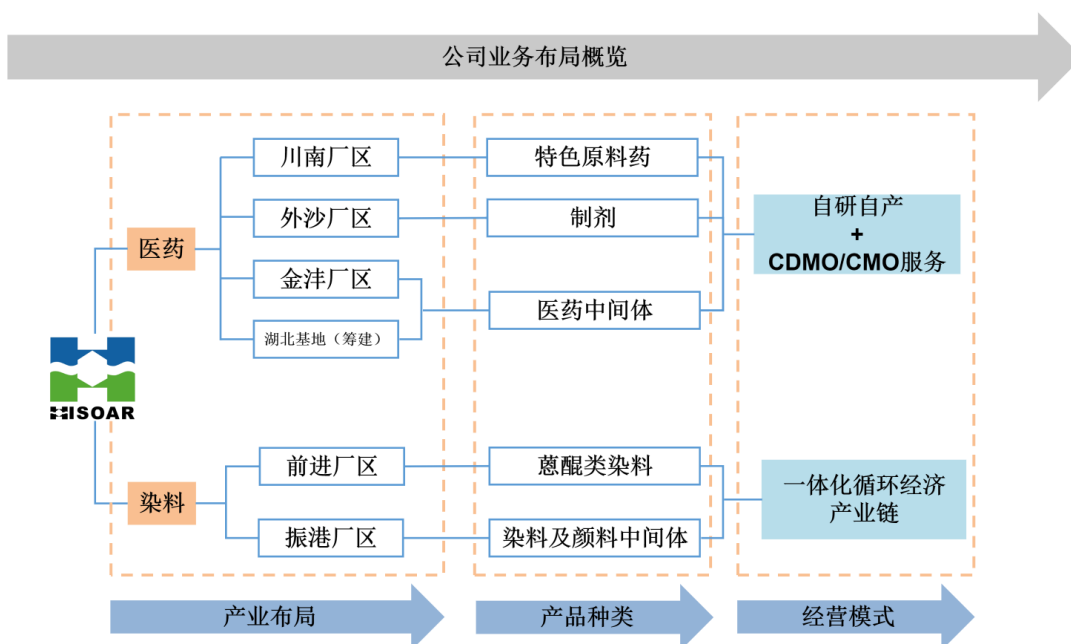 公司业务布局概览
川南厂区
特色原料药
外沙厂区
制剂
自研自产
+
CDMO/CMO服务
医药
金沣厂区
医药中间体
湖北基地（筹建）
HISOAR
前进厂区
蒽醌类染料
染料
一体化循环经济
产业链
振港厂区
染料及颜料中间体
产业布局
产品种类
经营模式